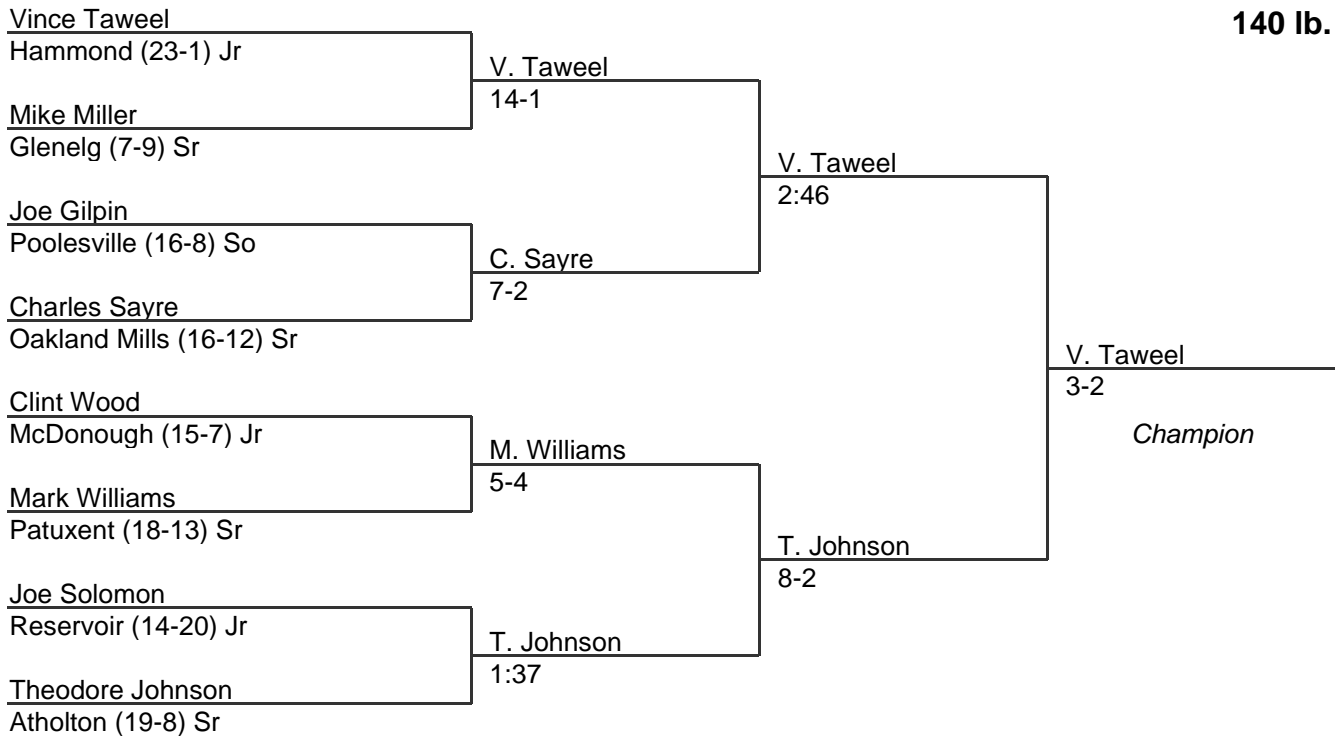 140 lb.
Vince Taweel
Hammond (23-1) Jr
V. Taweel
14-1
Mike Miller
Glenelg (7-9) Sr
V. Taweel
2:46
Joe Gilpin
Poolesville (16-8) So
C. Sayre
7-2
Charles Sayre
Oakland Mills (16-12) Sr
V. Taweel
3-2
Champion
Clint Wood
McDonough (15-7) Jr
M. Williams
5-4
Mark Williams
Patuxent (18-13) Sr
T. Johnson
8-2
Joe Solomon
Reservoir (14-20) Jr
T. Johnson
1:37
Theodore Johnson
Atholton (19-8) Sr